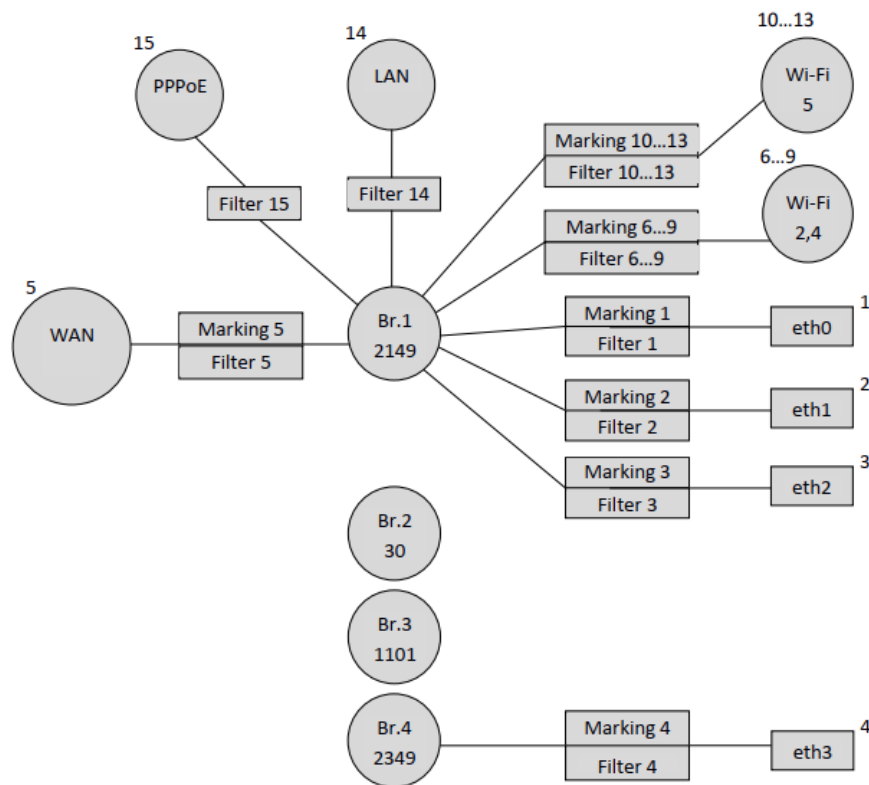 15
PPPoE
14
LAN
10...13
Wi-Fi
5
Marking 10...13
Filter 10...13
6...9
Wi-Fi
2,4
Filter 15
Filter 14
Marking 6...9
Filter 6...9
5
WAN
Marking 5
Filter 5
Br.1
2149
Marking 1
Filter 1
1
eth0
Marking 2
Filter 2
2
eth1
Marking 3
Filter 3
3
eth2
Br.2
30
Br.3
1101
Br.4
2349
Marking 4
Filter 4
4
eth3